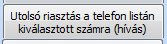 Utolsó riasztás a telefon listán
kiválasztott számra (hívás)